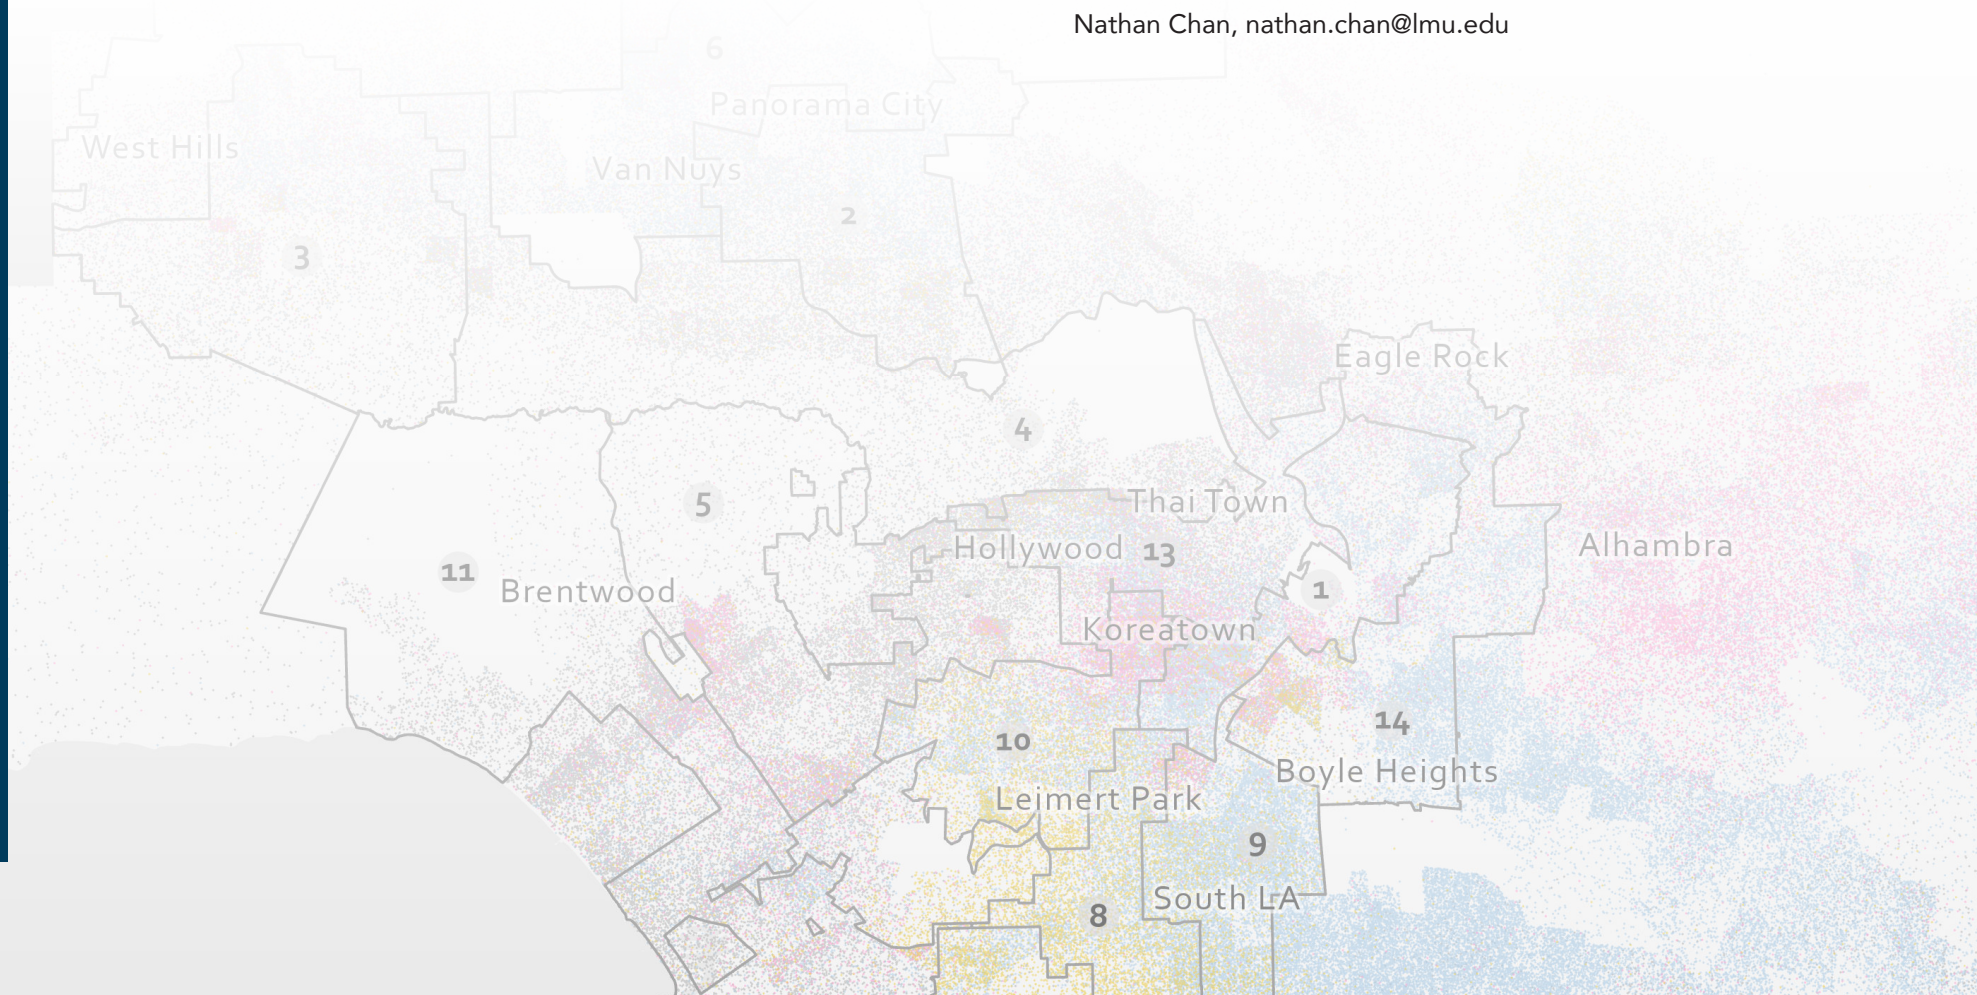 Nathan Chan, nathan.chan@lmu.edu
6
Panorama City
West Hills
Van Nuys
2
3
Eagle Rock
4
Thai Town
5
Hollywood 13
Alhambra
11
Brentwood
1
Koreatown
14
10
Boyle Heights
Leimert Park
9
South LA
8